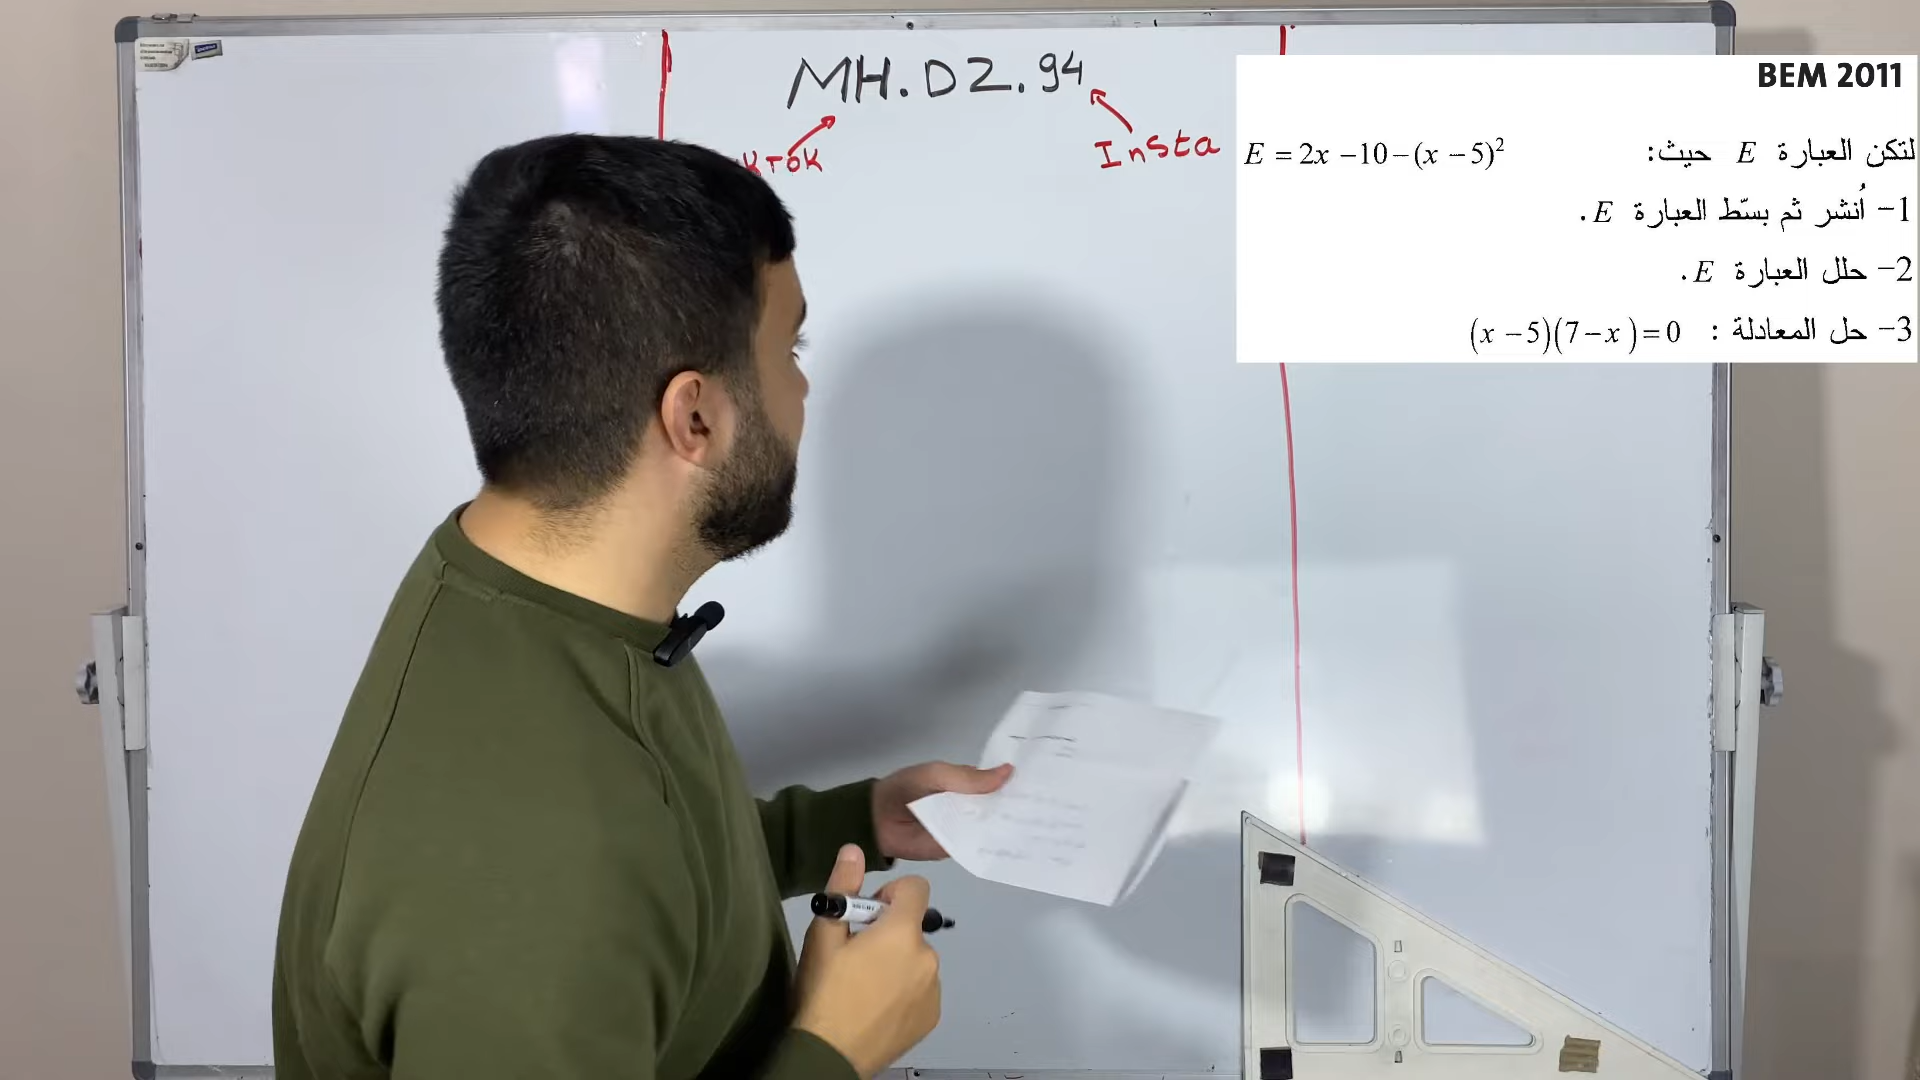 MH.DZ.94
Insta
BEM 2011
لتكن العبارة E حيث: E = 2x − 10 − (x − 5)²
1− أُنشر ثم بسّط العبارة E.
2− حلل العبارة E.
3− حل المعادلة : (x − 5)(7 − x) = 0